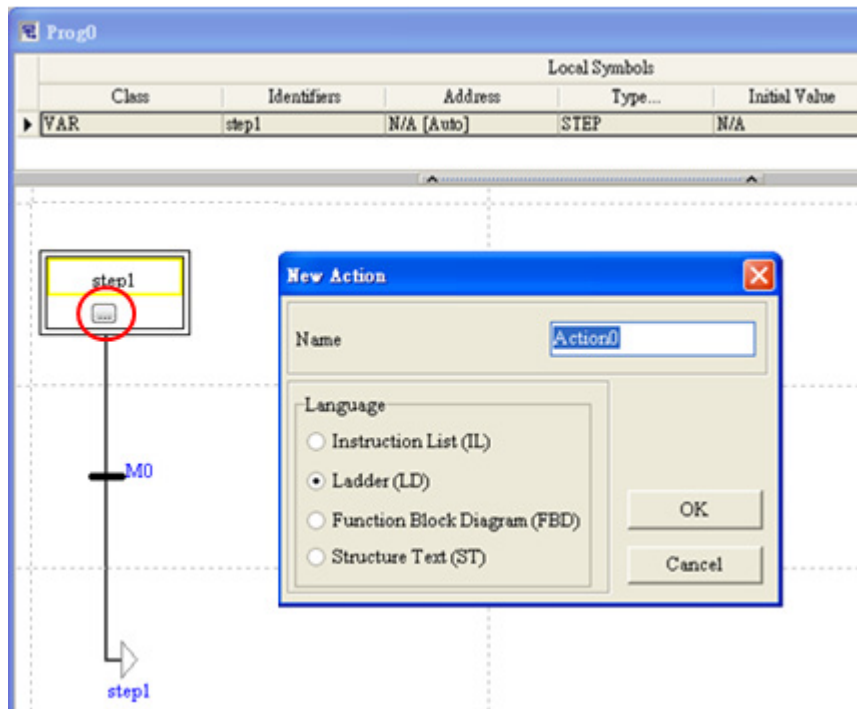 Prog0
Local Symbols
Class Identifiers Address Type... Initial Value
VAR step1 N/A [Auto] STEP N/A
step1
...
New Action
Name Action0
Language
Instruction List (IL)
Ladder (LD)
Function Block Diagram (FBD)
Structure Text (ST)
OK
Cancel
M0
step1